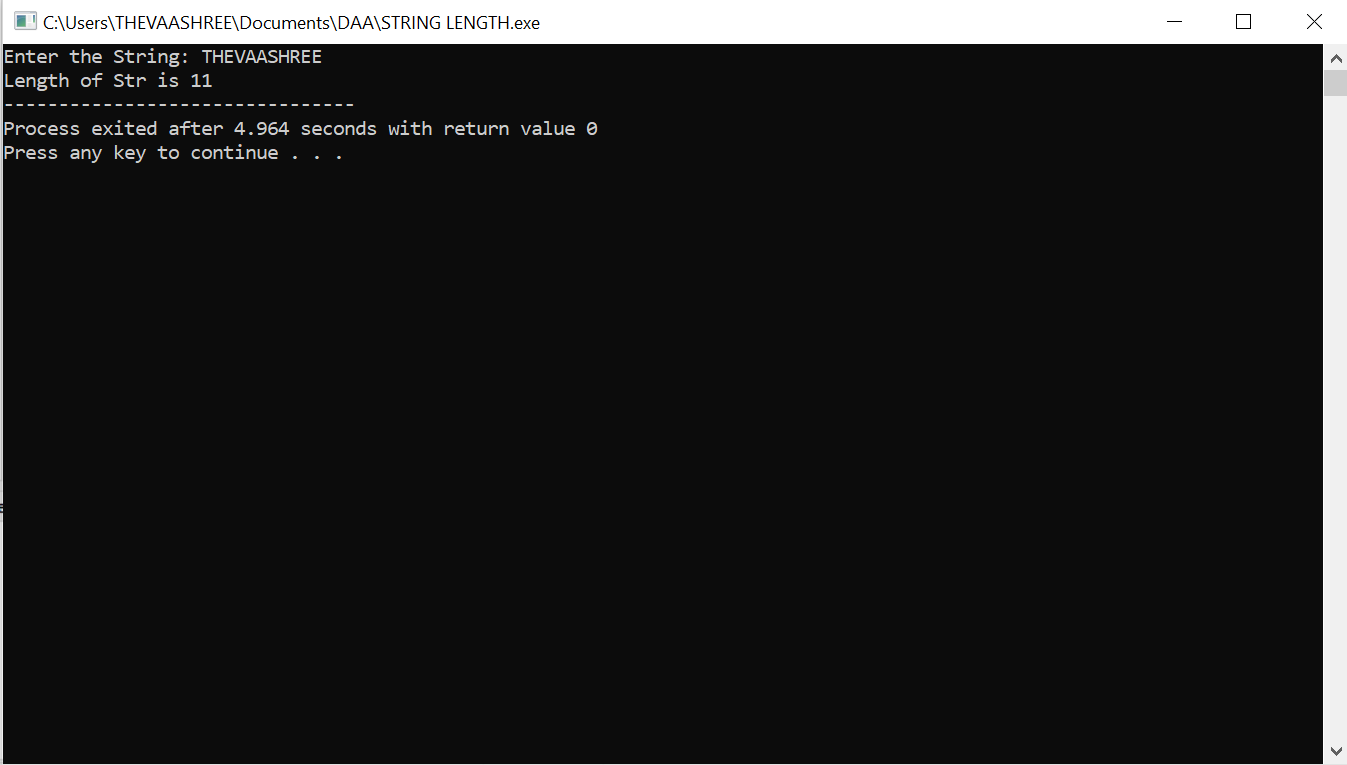 C:\Users\THEVAASHREE\Documents\DAA\STRING LENGTH.exe
Enter the String: THEVAASHREE
Length of Str is 11
--------------------------------
Process exited after 4.964 seconds with return value 0
Press any key to continue . . .